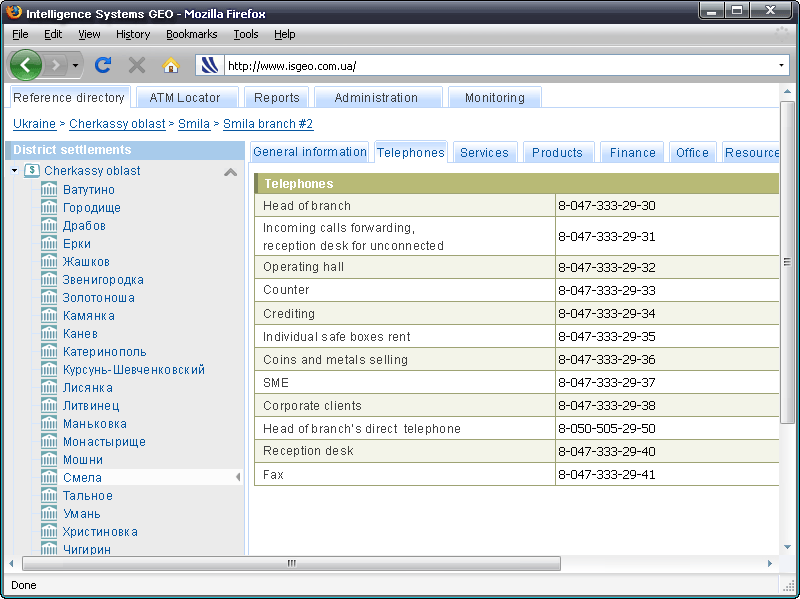 Intelligence Systems GEO - Mozilla Firefox
File Edit View History Bookmarks Tools Help
http://www.isgeo.com.ua/
Reference directory ATM Locator Reports Administration Monitoring
Ukraine > Cherkassy oblast > Smila > Smila branch #2
District settlements
$ Cherkassy oblast
Ватутино
Городище
Драбов
Ерки
Жашков
Звенигородка
Золотоноша
Камянка
Канев
Катеринополь
Курсунь-Шевченковский
Лисянка
Литвинец
Маньковка
Монастырище
Мошни
Смела
Тальное
Умань
Христиновка
Чигирин
General information Telephones Services Products Finance Office Resource
Telephones
Head of branch 8-047-333-29-30
Incoming calls forwarding,
reception desk for unconnected 8-047-333-29-31
Operating hall 8-047-333-29-32
Counter 8-047-333-29-33
Crediting 8-047-333-29-34
Individual safe boxes rent 8-047-333-29-35
Coins and metals selling 8-047-333-29-36
SME 8-047-333-29-37
Corporate clients 8-047-333-29-38
Head of branch's direct telephone 8-050-505-29-50
Reception desk 8-047-333-29-40
Fax 8-047-333-29-41
Done